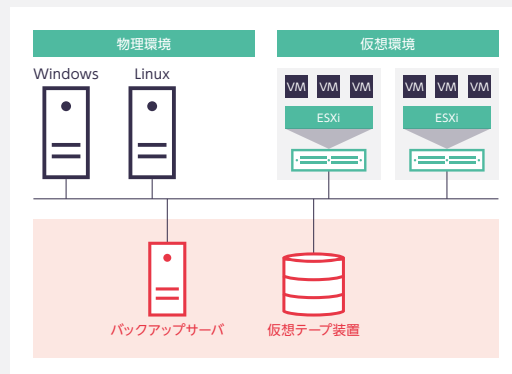 物理環境
仮想環境
Windows
Linux
VM VM VM
VM VM VM
ESXi
ESXi
バックアップサーバ
仮想テープ装置